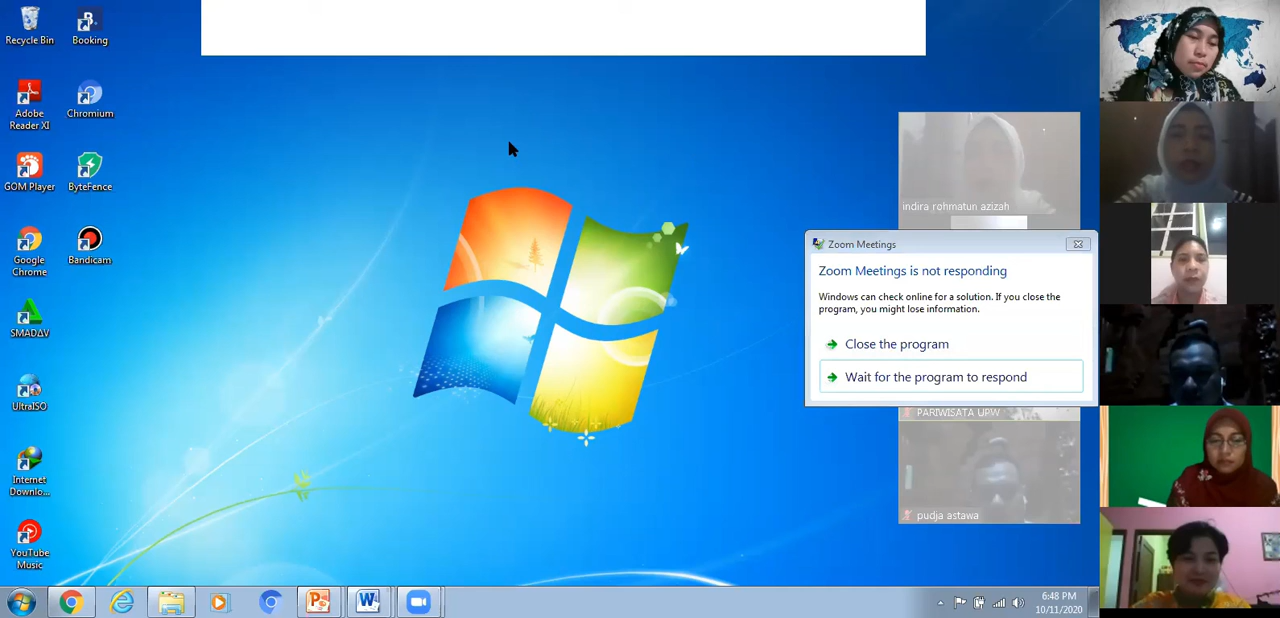 Recycle Bin
Booking
Adobe
Reader XI
Chromium
GOM Player
ByteFence
Google
Chrome
Bandicam
SMADΔV
UltraISO
Internet
Downlo...
YouTube
Music
indira rohmatun azizah
Zoom Meetings
Zoom Meetings is not responding
Windows can check online for a solution. If you close the
program, you might lose information.
Close the program
Wait for the program to respond
PARIWISATA UPW
pudja astawa
6:48 PM
10/11/2020